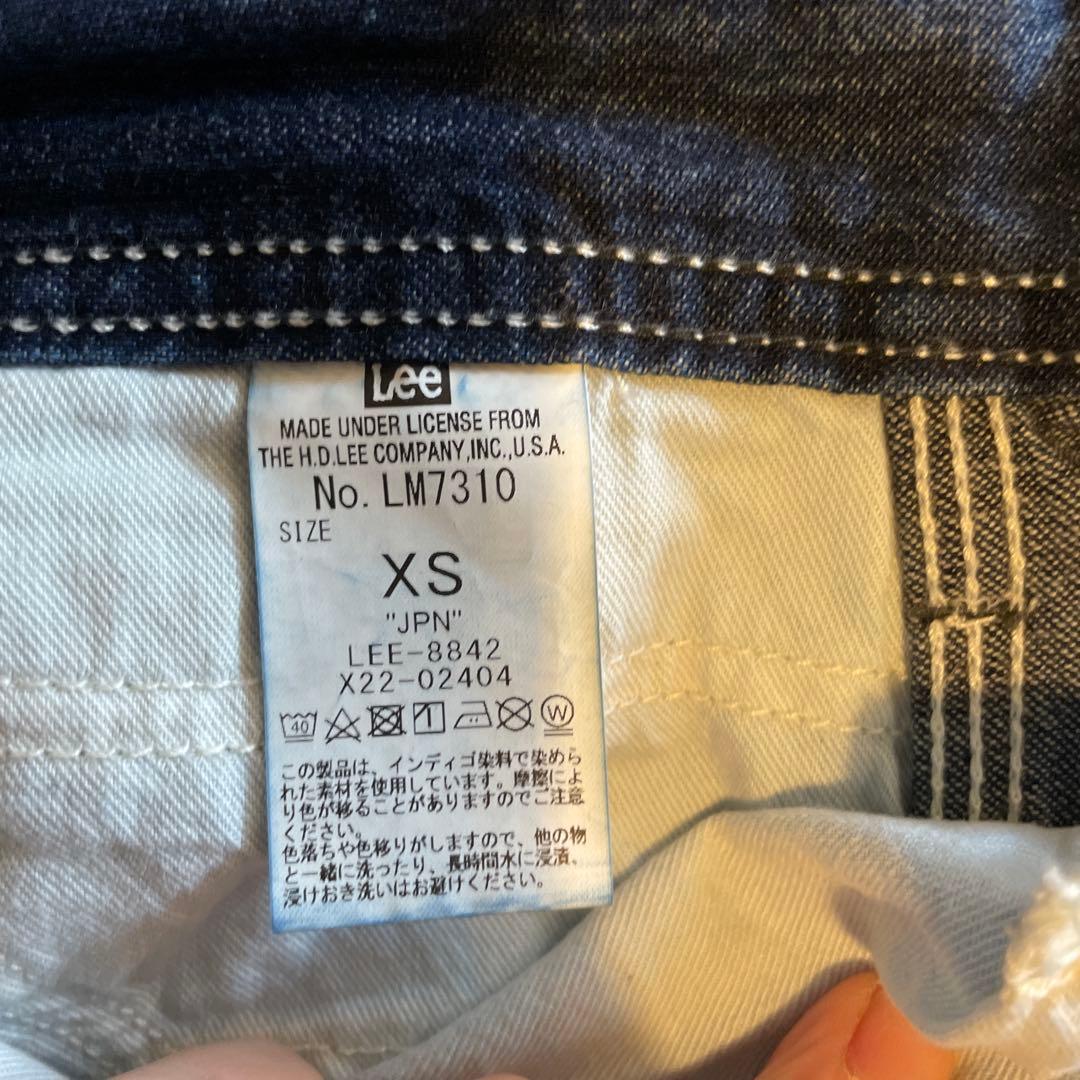 Lee
MADE UNDER LICENSE FROM
THE H.D.LEE COMPANY,INC.,U.S.A.
No. LM7310
SIZE
XS
"JPN"
LEE-8842
X22-02404
40 W
この製品は、インディゴ染料で染めら
れた素材を使用しています。摩擦によ
り色が移ることがありますのでご注意
ください。
色落ちや色移りがしますので、他の物
と一緒に洗ったり、長時間水に浸漬、
浸けおき洗いはお避けください。